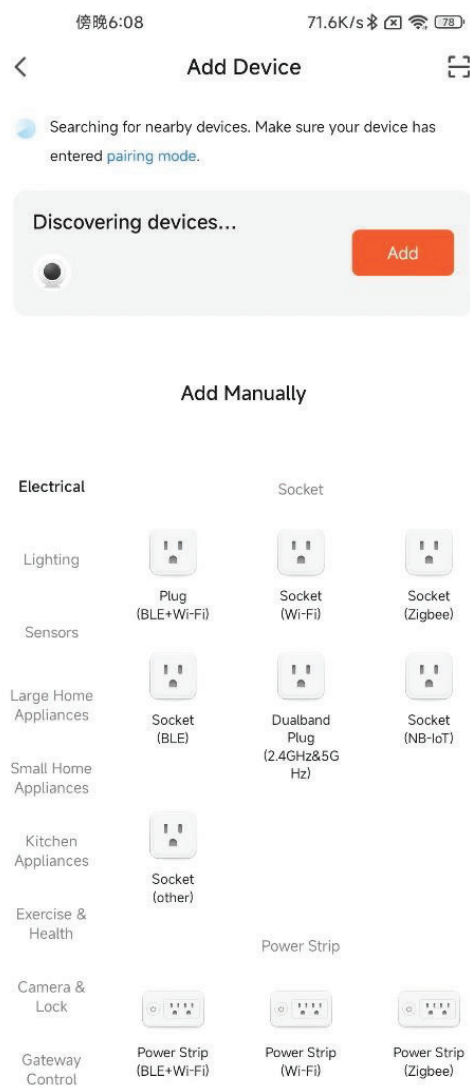 傍晚6:08
71.6K/s
78
Add Device
Searching for nearby devices. Make sure your device has
entered pairing mode.
Discovering devices...
Add
Add Manually
Electrical
Lighting
Sensors
Large Home
Appliances
Small Home
Appliances
Kitchen
Appliances
Exercise &
Health
Camera &
Lock
Gateway
Control
Socket
Plug
(BLE+Wi-Fi)
Socket
(Wi-Fi)
Socket
(Zigbee)
Socket
(BLE)
Dualband
Plug
(2.4GHz&5G
Hz)
Socket
(NB-IoT)
Socket
(other)
Power Strip
Power Strip
(BLE+Wi-Fi)
Power Strip
(Wi-Fi)
Power Strip
(Zigbee)